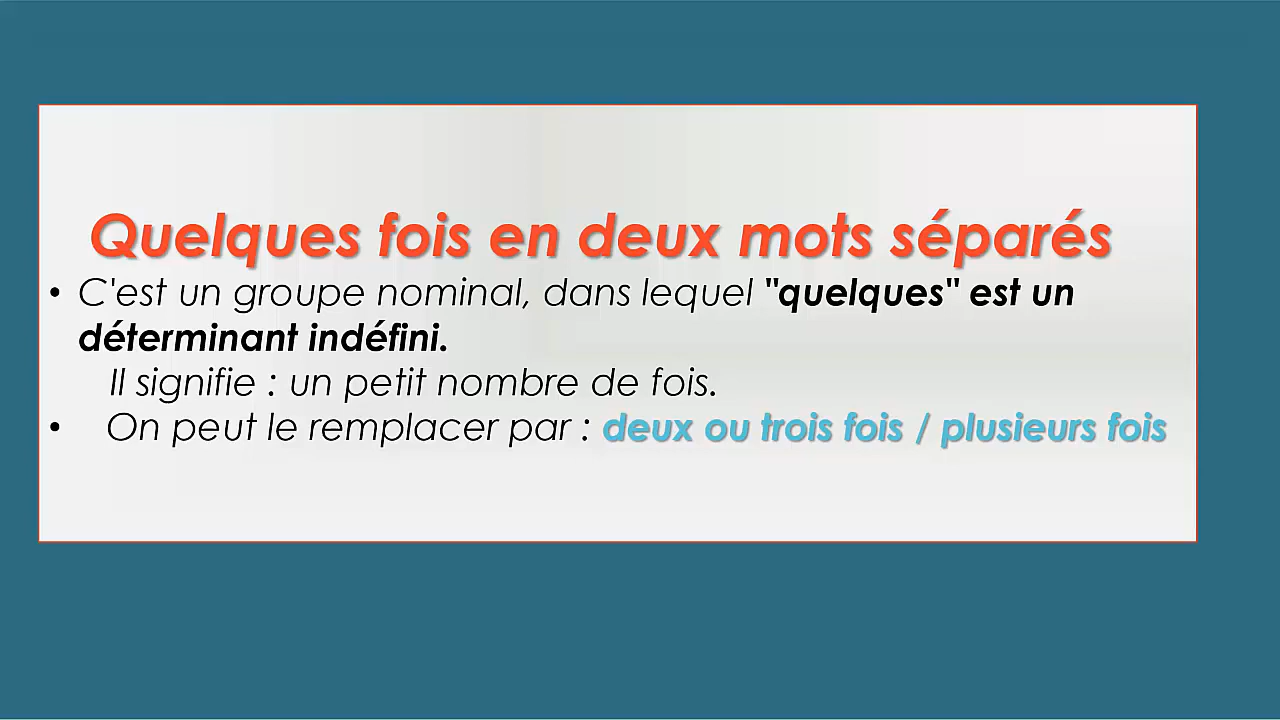 Quelques fois en deux mots séparés
• C'est un groupe nominal, dans lequel "quelques" est un
déterminant indéfini.
Il signifie : un petit nombre de fois.
• On peut le remplacer par : deux ou trois fois / plusieurs fois